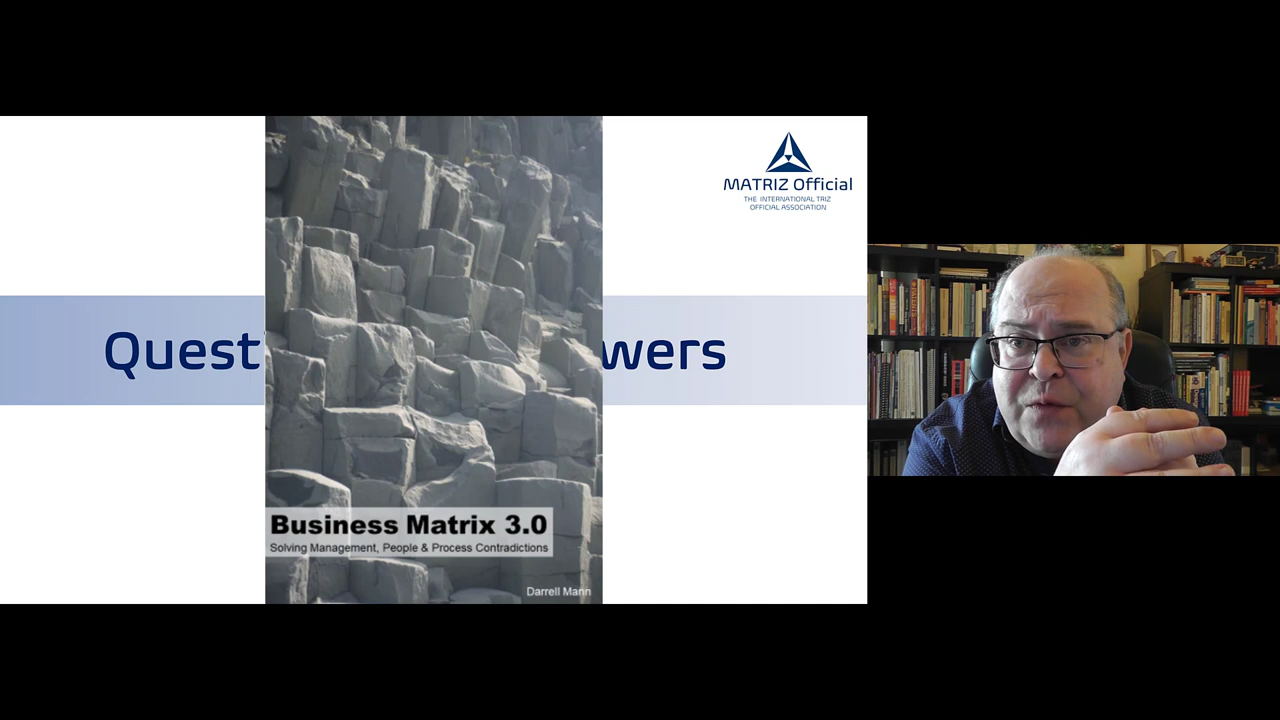 MATRIZ Official
THE INTERNATIONAL TRIZ
OFFICIAL ASSOCIATION
Quest
wers
Business Matrix 3.0
Solving Management, People & Process Contradictions
Darrell Mann